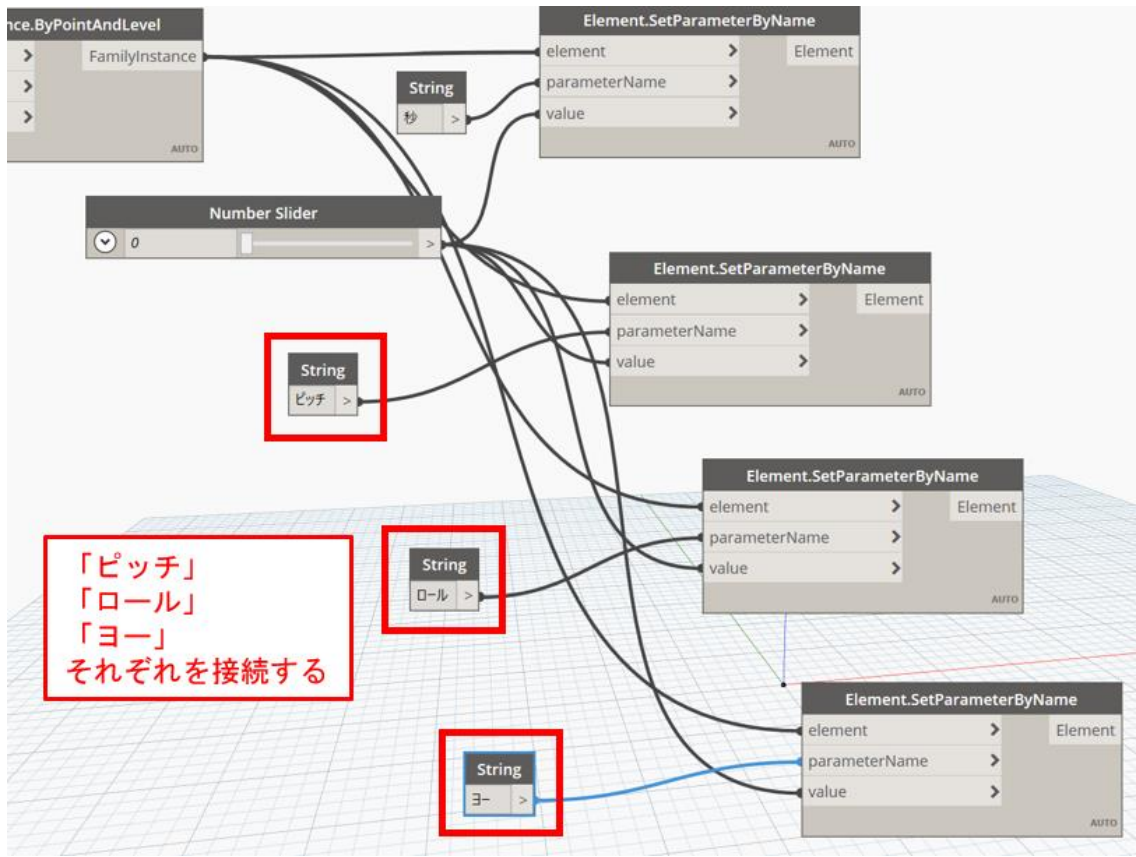 nce.ByPointAndLevel
> FamilyInstance
>
>
AUTO
Element.SetParameterByName
element > Element
parameterName >
value >
AUTO
String
秒 >
Number Slider
0 >
Element.SetParameterByName
element > Element
parameterName >
value >
AUTO
String
ピッチ >
Element.SetParameterByName
element > Element
parameterName >
value >
AUTO
String
ロール >
「ピッチ」
「ロール」
「ヨー」
それぞれを接続する
Element.SetParameterByName
element > Element
parameterName >
value >
AUTO
String
ヨー >